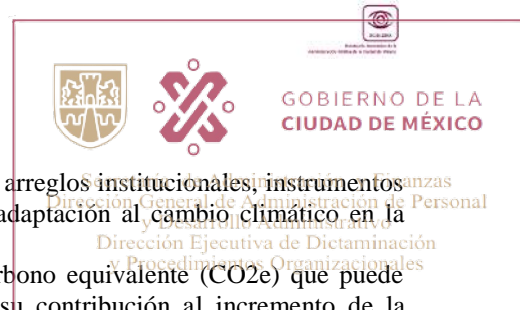 GOBIERNO DE LA
CIUDAD DE MÉXICO
arreglos institucionales, instrumentos
Secretaría de Administración y Finanzas
Dirección General de Administración de Personal
adaptación al cambio climático en la
y Desarrollo Administrativo
Dirección Ejecutiva de Dictaminación
y Procedimientos Organizacionales
rbono equivalente (CO2e) que puede
su contribución al incremento de la